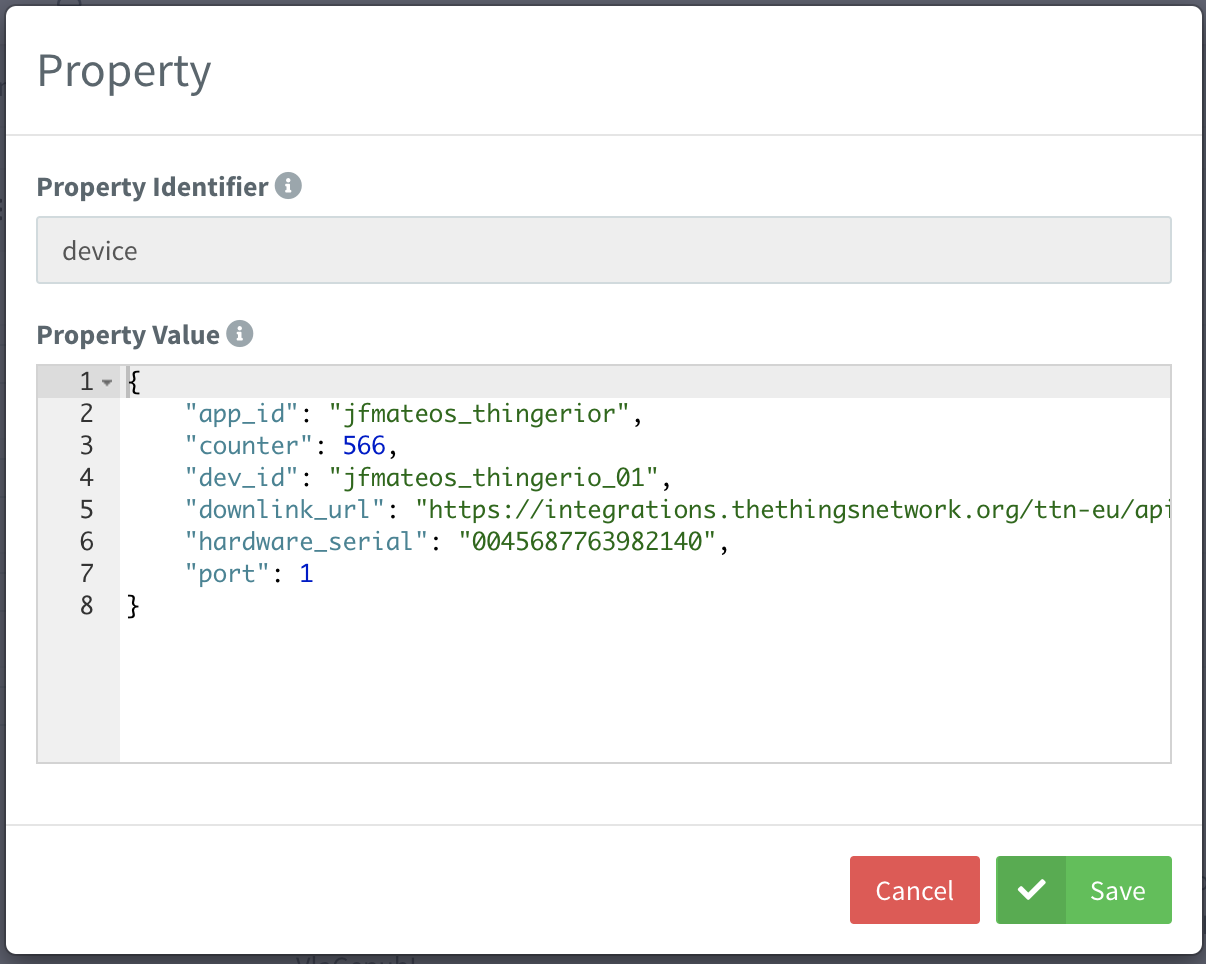 Property
Property Identifier
device
Property Value
1 {
2 "app_id": "jfmateos_thingerior",
3 "counter": 566,
4 "dev_id": "jfmateos_thingerio_01",
5 "downlink_url": "https://integrations.thethingsnetwork.org/ttn-eu/api
6 "hardware_serial": "0045687763982140",
7 "port": 1
8 }
Cancel Save